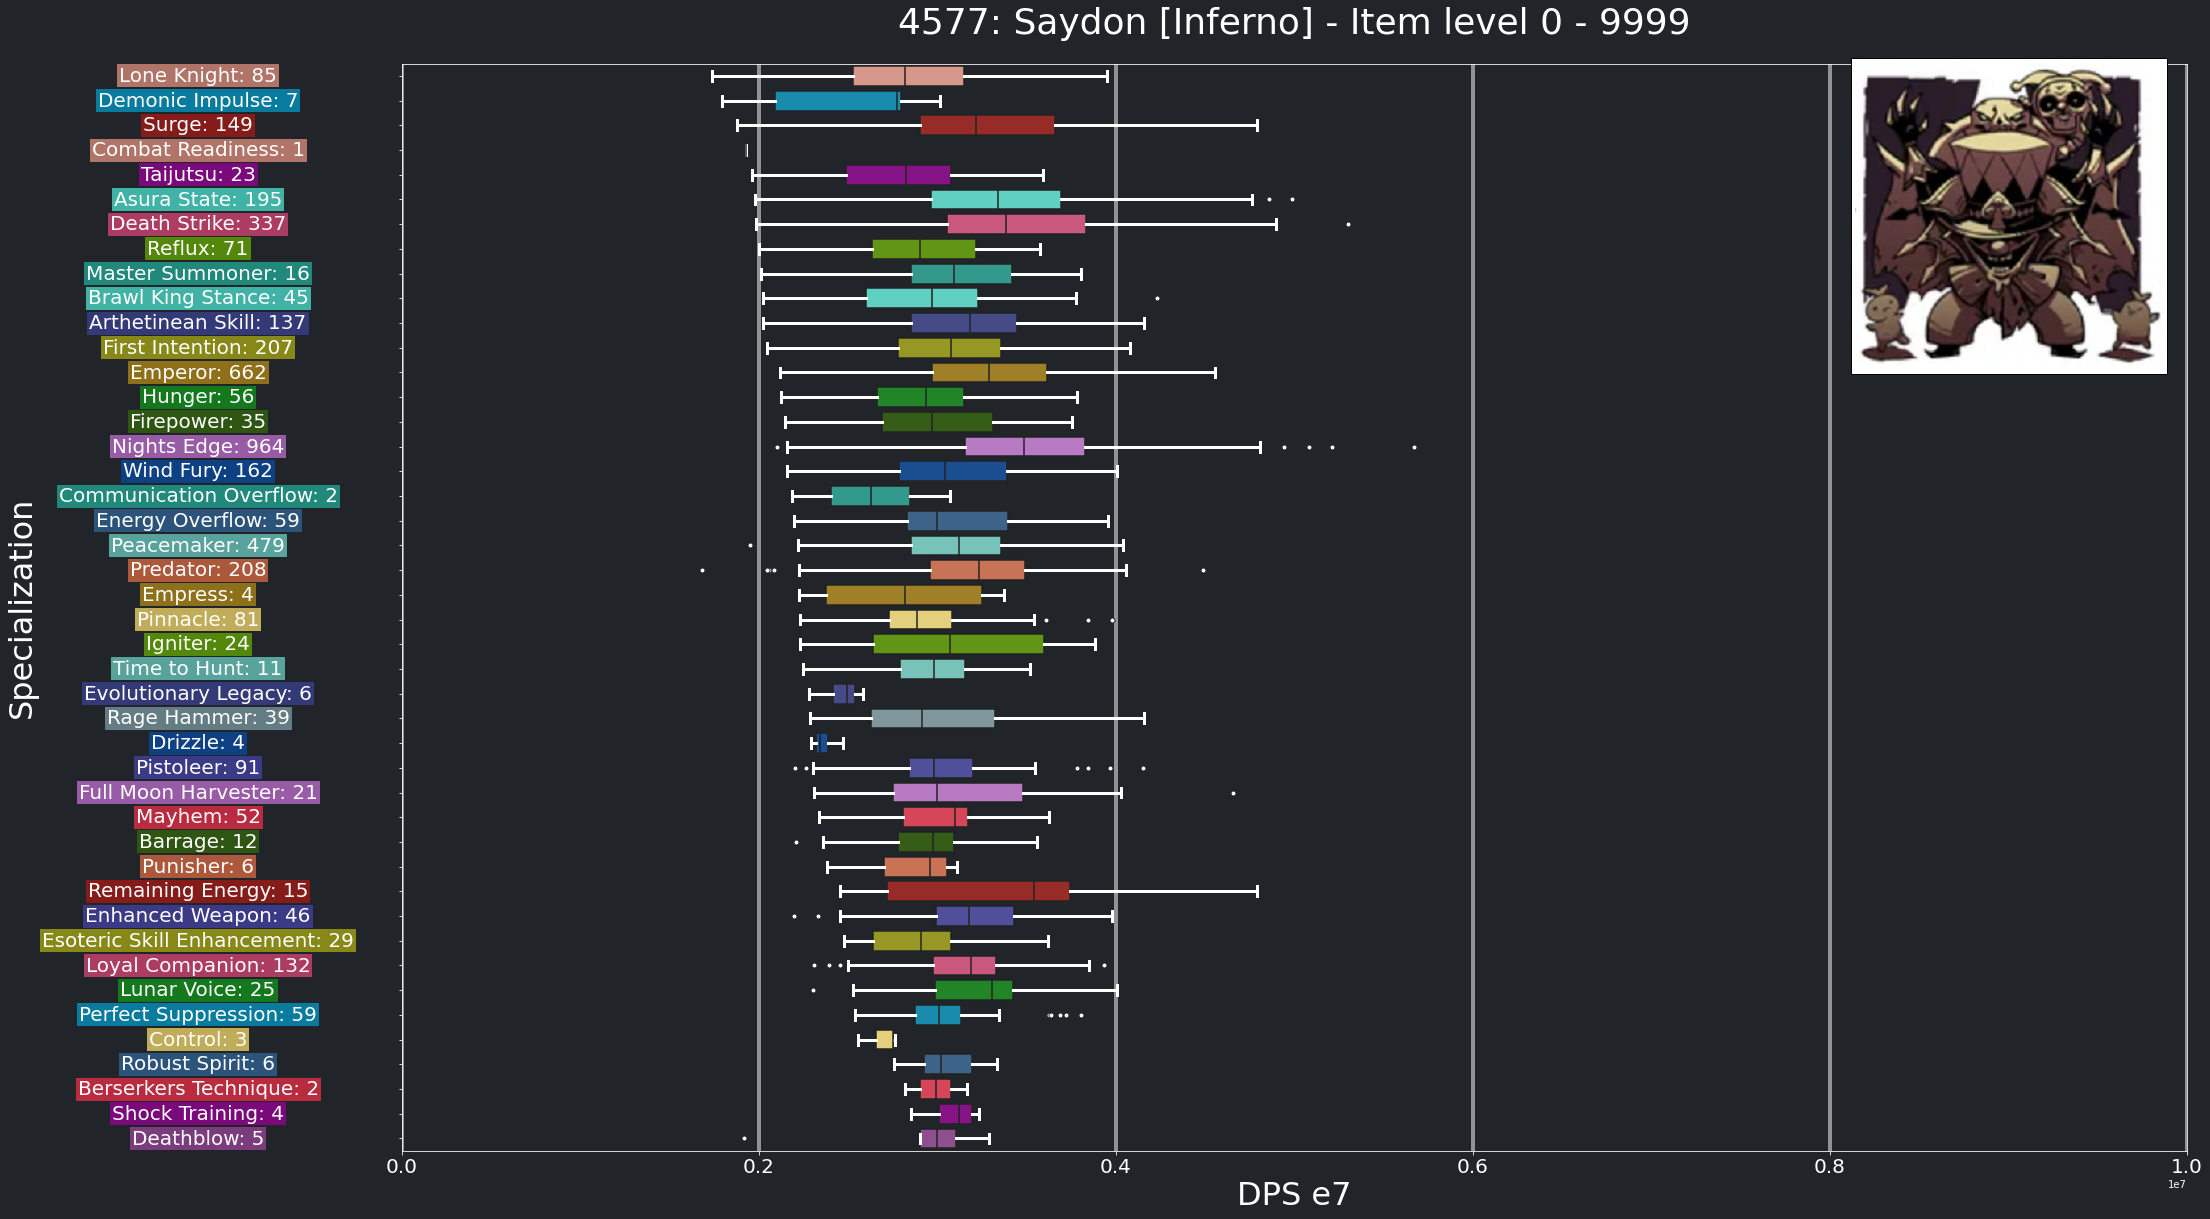 4577: Saydon [Inferno] - Item level 0 - 9999
Specialization
Lone Knight: 85
Demonic Impulse: 7
Surge: 149
Combat Readiness: 1
Taijutsu: 23
Asura State: 195
Death Strike: 337
Reflux: 71
Master Summoner: 16
Brawl King Stance: 45
Arthetinean Skill: 137
First Intention: 207
Emperor: 662
Hunger: 56
Firepower: 35
Nights Edge: 964
Wind Fury: 162
Communication Overflow: 2
Energy Overflow: 59
Peacemaker: 479
Predator: 208
Empress: 4
Pinnacle: 81
Igniter: 24
Time to Hunt: 11
Evolutionary Legacy: 6
Rage Hammer: 39
Drizzle: 4
Pistoleer: 91
Full Moon Harvester: 21
Mayhem: 52
Barrage: 12
Punisher: 6
Remaining Energy: 15
Enhanced Weapon: 46
Esoteric Skill Enhancement: 29
Loyal Companion: 132
Lunar Voice: 25
Perfect Suppression: 59
Control: 3
Robust Spirit: 6
Berserkers Technique: 2
Shock Training: 4
Deathblow: 5
0.0 0.2 0.4 0.6 0.8 1.0
1e7
DPS e7